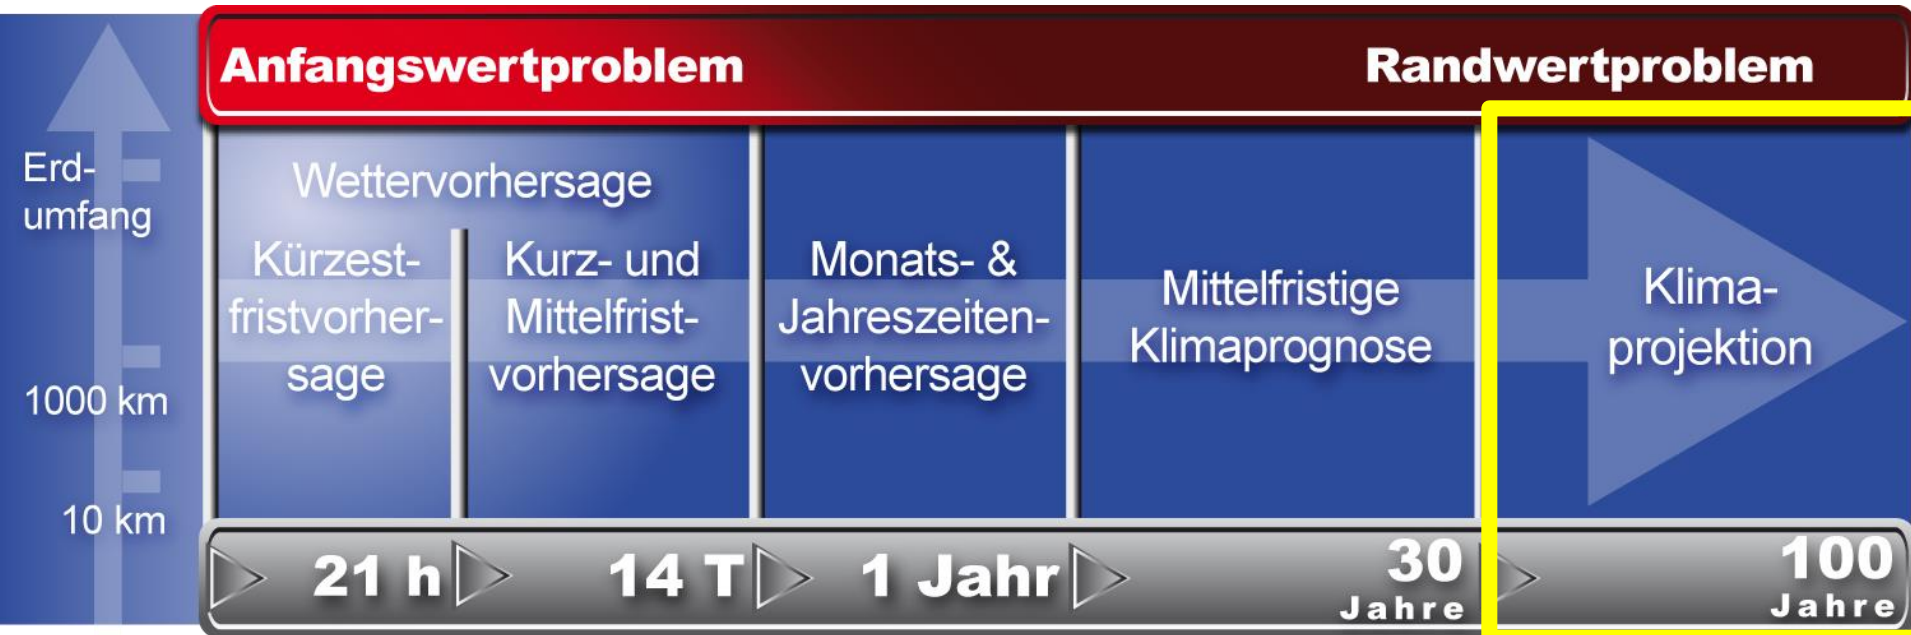 Anfangswertproblem
Randwertproblem
Erd-
umfang
1000 km
10 km
Wettervorhersage
Kürzest-
fristvorher-
sage
Kurz- und
Mittelfrist-
vorhersage
Monats- &
Jahreszeiten-
vorhersage
Mittelfristige
Klimaprognose
Klima-
projektion
21 h
14 T
1 Jahr
30
Jahre
100
Jahre